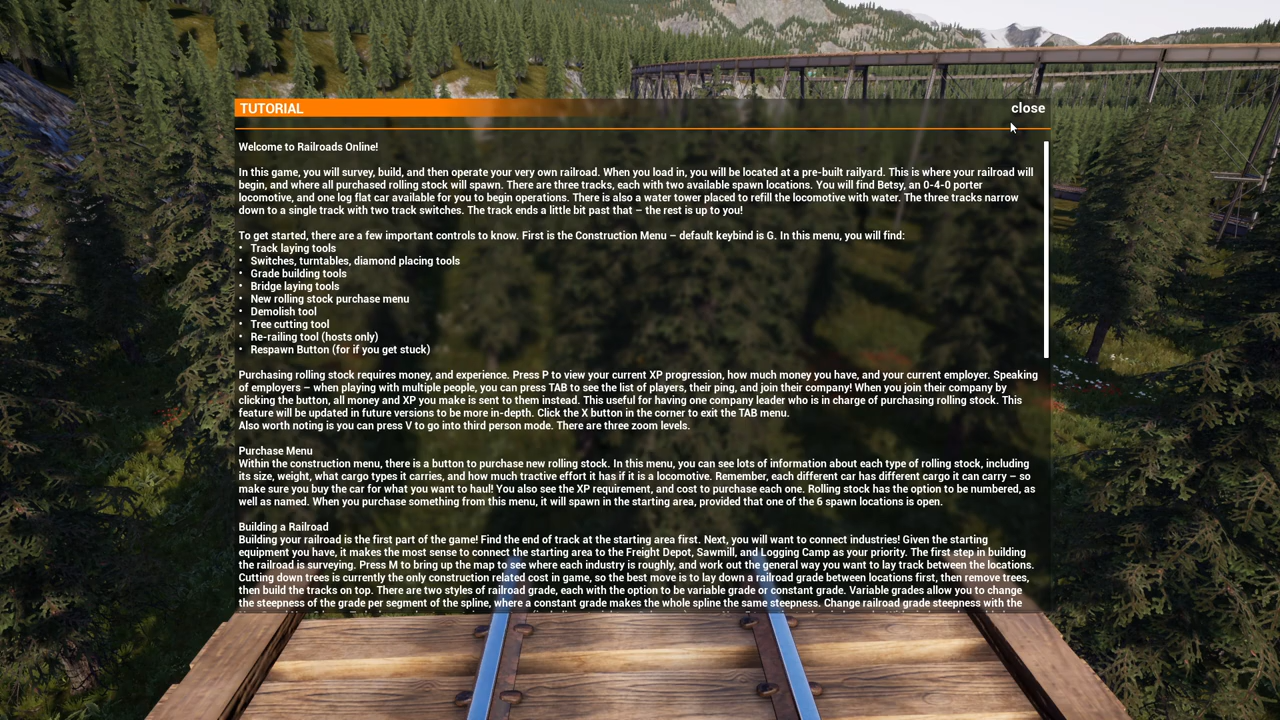 TUTORIAL
close
Welcome to Railroads Online!
In this game, you will survey, build, and then operate your very own railroad. When you load in, you will be located at a pre-built railyard. This is where your railroad will
begin, and where all purchased rolling stock will spawn. There are three tracks, each with two available spawn locations. You will find Betsy, an 0-4-0 porter
locomotive, and one log flat car available for you to begin operations. There is also a water tower placed to refill the locomotive with water. The three tracks narrow
down to a single track with two track switches. The track ends a little bit past that – the rest is up to you!
To get started, there are a few important controls to know. First is the Construction Menu – default keybind is G. In this menu, you will find:
• Track laying tools
• Switches, turntables, diamond placing tools
• Grade building tools
• Bridge laying tools
• New rolling stock purchase menu
• Demolish tool
• Tree cutting tool
• Re-railing tool (hosts only)
• Respawn Button (for if you get stuck)
Purchasing rolling stock requires money, and experience. Press P to view your current XP progression, how much money you have, and your current employer. Speaking
of employers – when playing with multiple people, you can press TAB to see the list of players, their ping, and join their company! When you join their company by
clicking the button, all money and XP you make is sent to them instead. This useful for having one company leader who is in charge of purchasing rolling stock. This
feature will be updated in future versions to be more in-depth. Click the X button in the corner to exit the TAB menu.
Also worth noting is you can press V to go into third person mode. There are three zoom levels.
Purchase Menu
Within the construction menu, there is a button to purchase new rolling stock. In this menu, you can see lots of information about each type of rolling stock, including
its size, weight, what cargo types it carries, and how much tractive effort it has if it is a locomotive. Remember, each different car has different cargo it can carry – so
make sure you buy the car for what you want to haul! You also see the XP requirement, and cost to purchase each one. Rolling stock has the option to be numbered, as
well as named. When you purchase something from this menu, it will spawn in the starting area, provided that one of the 6 spawn locations is open.
Building a Railroad
Building your railroad is the first part of the game! Find the end of track at the starting area first. Next, you will want to connect industries! Given the starting
equipment you have, it makes the most sense to connect the starting area to the Freight Depot, Sawmill, and Logging Camp as your priority. The first step in building
the railroad is surveying. Press M to bring up the map to see where each industry is roughly, and work out the general way you want to lay track between the locations.
Cutting down trees is currently the only construction related cost in game, so the best move is to lay down a railroad grade between locations first, then remove trees,
then build the tracks on top. There are two styles of railroad grade, each with the option to be variable grade or constant grade. Variable grades allow you to change
the steepness of the grade per segment of the spline, where a constant grade makes the whole spline the same steepness. Change railroad grade steepness with the